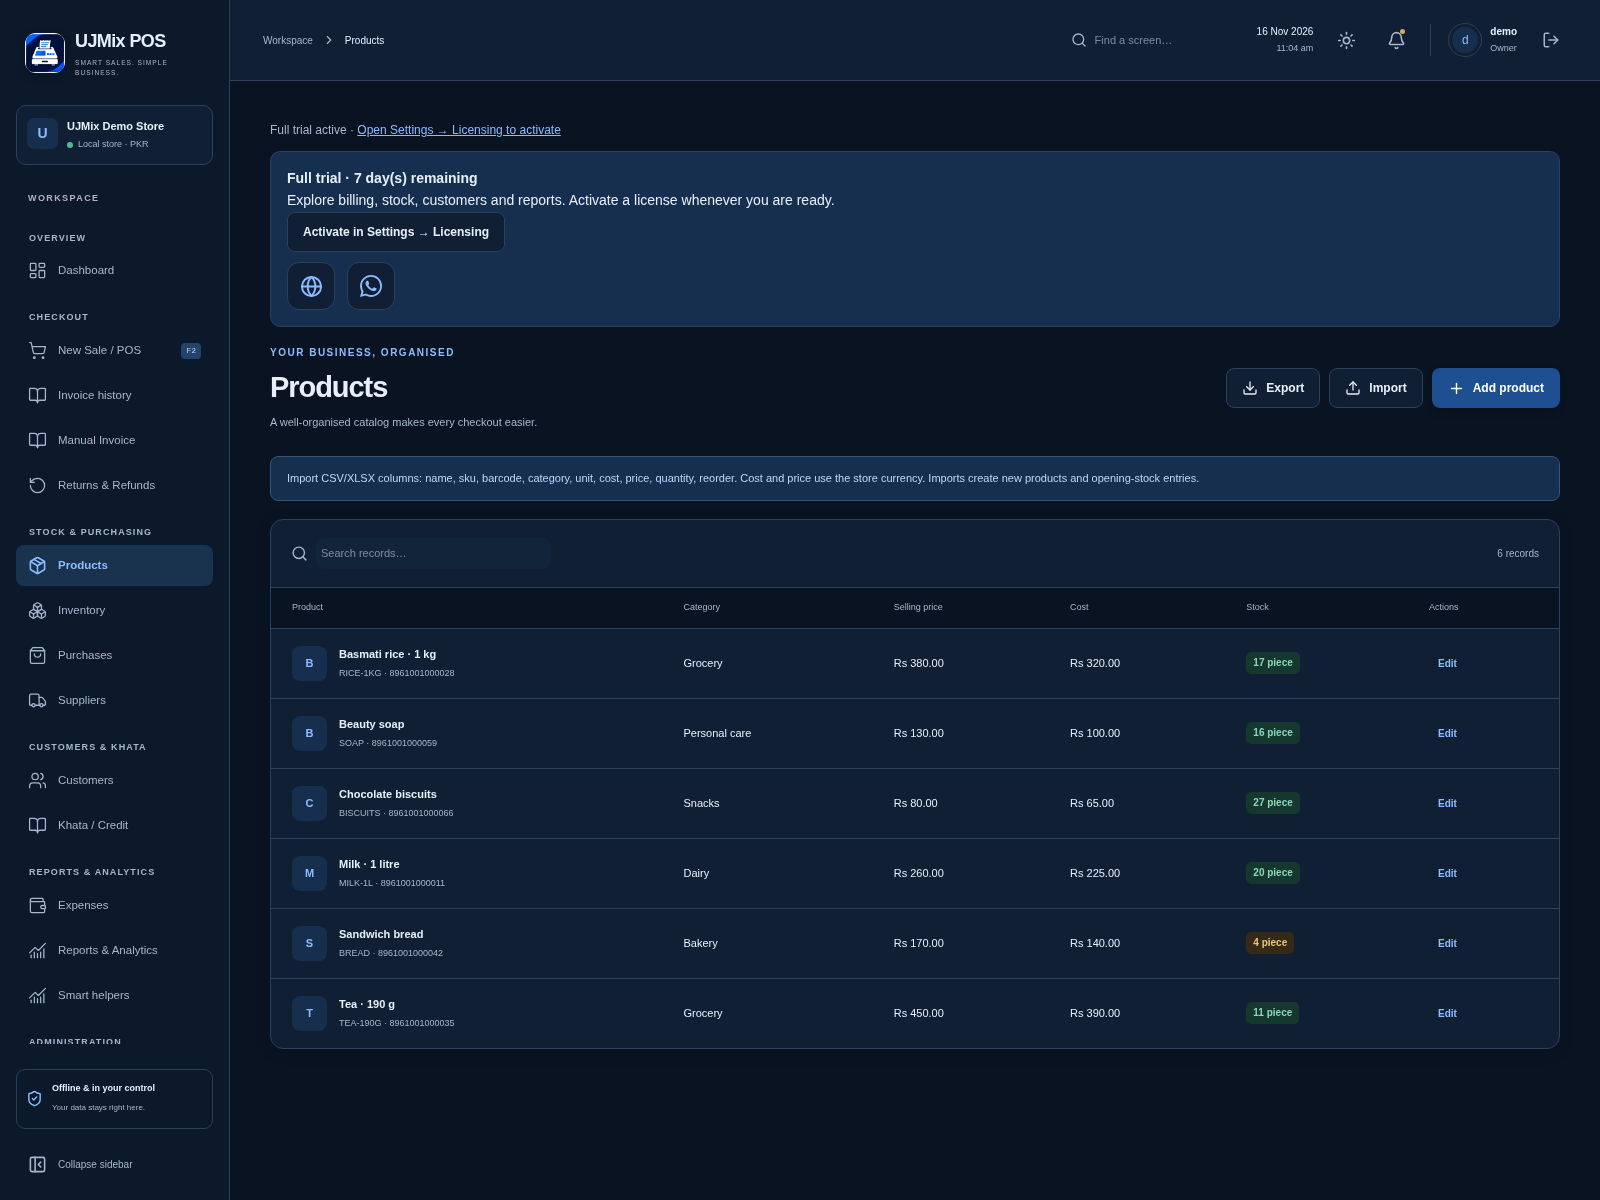 UJMix POS
SMART SALES. SIMPLE
BUSINESS.
U
UJMix Demo Store
Local store · PKR
WORKSPACE
OVERVIEW
Dashboard
CHECKOUT
New Sale / POS
F2
Invoice history
Manual Invoice
Returns & Refunds
STOCK & PURCHASING
Products
Inventory
Purchases
Suppliers
CUSTOMERS & KHATA
Customers
Khata / Credit
REPORTS & ANALYTICS
Expenses
Reports & Analytics
Smart helpers
ADMINISTRATION
Offline & in your control
Your data stays right here.
Collapse sidebar
Workspace > Products
Find a screen…
16 Nov 2026
11:04 am
d
demo
Owner
Full trial active · Open Settings → Licensing to activate
Full trial · 7 day(s) remaining
Explore billing, stock, customers and reports. Activate a license whenever you are ready.
Activate in Settings → Licensing
YOUR BUSINESS, ORGANISED
Products
A well-organised catalog makes every checkout easier.
Export
Import
Add product
Import CSV/XLSX columns: name, sku, barcode, category, unit, cost, price, quantity, reorder. Cost and price use the store currency. Imports create new products and opening-stock entries.
Search records…
6 records
Product Category Selling price Cost Stock Actions
B
Basmati rice · 1 kg
RICE-1KG · 8961001000028
Grocery Rs 380.00 Rs 320.00 17 piece Edit
B
Beauty soap
SOAP · 8961001000059
Personal care Rs 130.00 Rs 100.00 16 piece Edit
C
Chocolate biscuits
BISCUITS · 8961001000066
Snacks Rs 80.00 Rs 65.00 27 piece Edit
M
Milk · 1 litre
MILK-1L · 8961001000011
Dairy Rs 260.00 Rs 225.00 20 piece Edit
S
Sandwich bread
BREAD · 8961001000042
Bakery Rs 170.00 Rs 140.00 4 piece Edit
T
Tea · 190 g
TEA-190G · 8961001000035
Grocery Rs 450.00 Rs 390.00 11 piece Edit